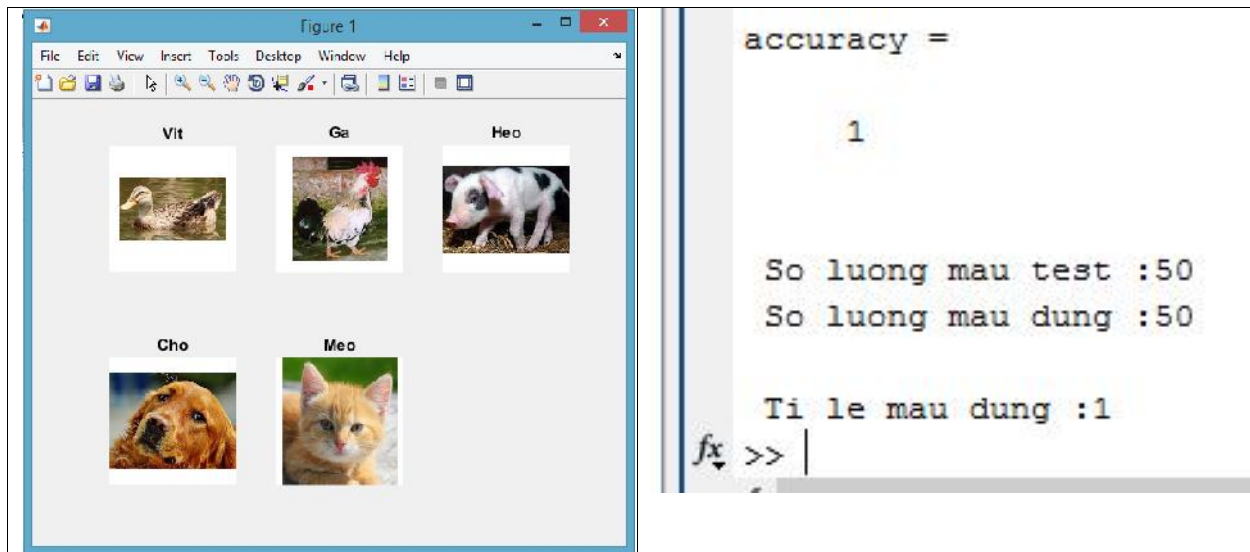 Figure 1
File Edit View Insert Tools Desktop Window Help
Vit Ga Heo
Cho Meo
accuracy =
1
So luong mau test :50
So luong mau dung :50
Ti le mau dung :1
fx >>